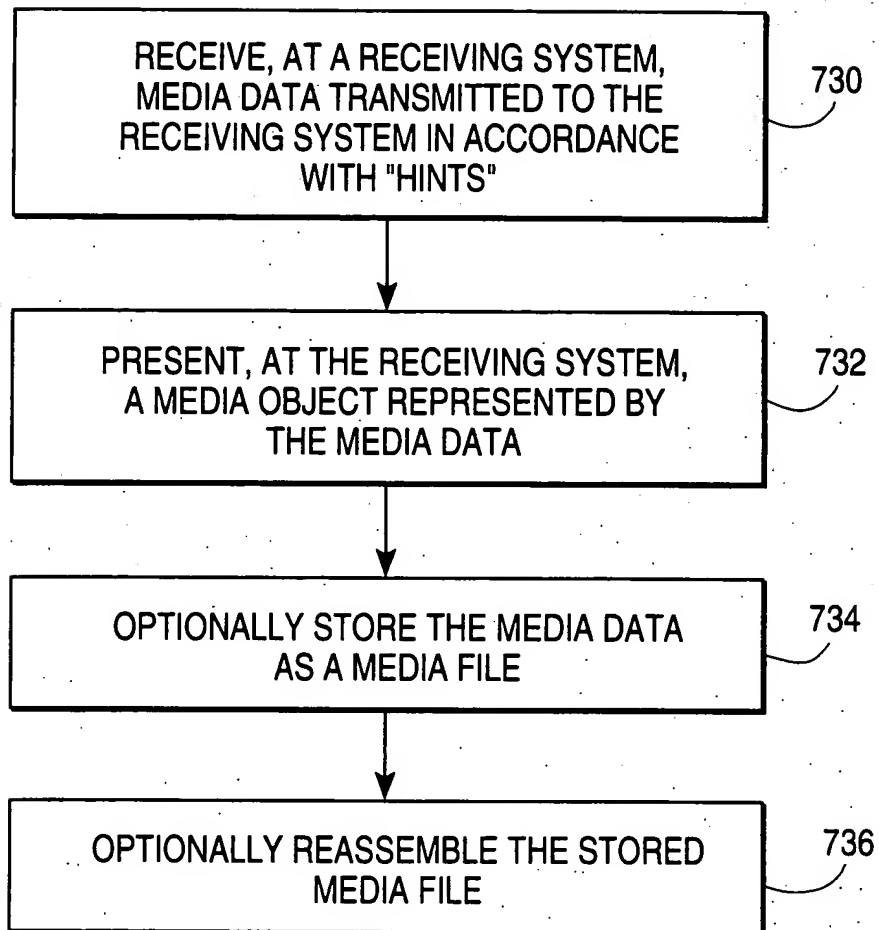 RECEIVE, AT A RECEIVING SYSTEM,
MEDIA DATA TRANSMITTED TO THE
RECEIVING SYSTEM IN ACCORDANCE
WITH "HINTS"
730
PRESENT, AT THE RECEIVING SYSTEM,
A MEDIA OBJECT REPRESENTED BY
THE MEDIA DATA
732
OPTIONALLY STORE THE MEDIA DATA
AS A MEDIA FILE
734
OPTIONALLY REASSEMBLE THE STORED
MEDIA FILE
736